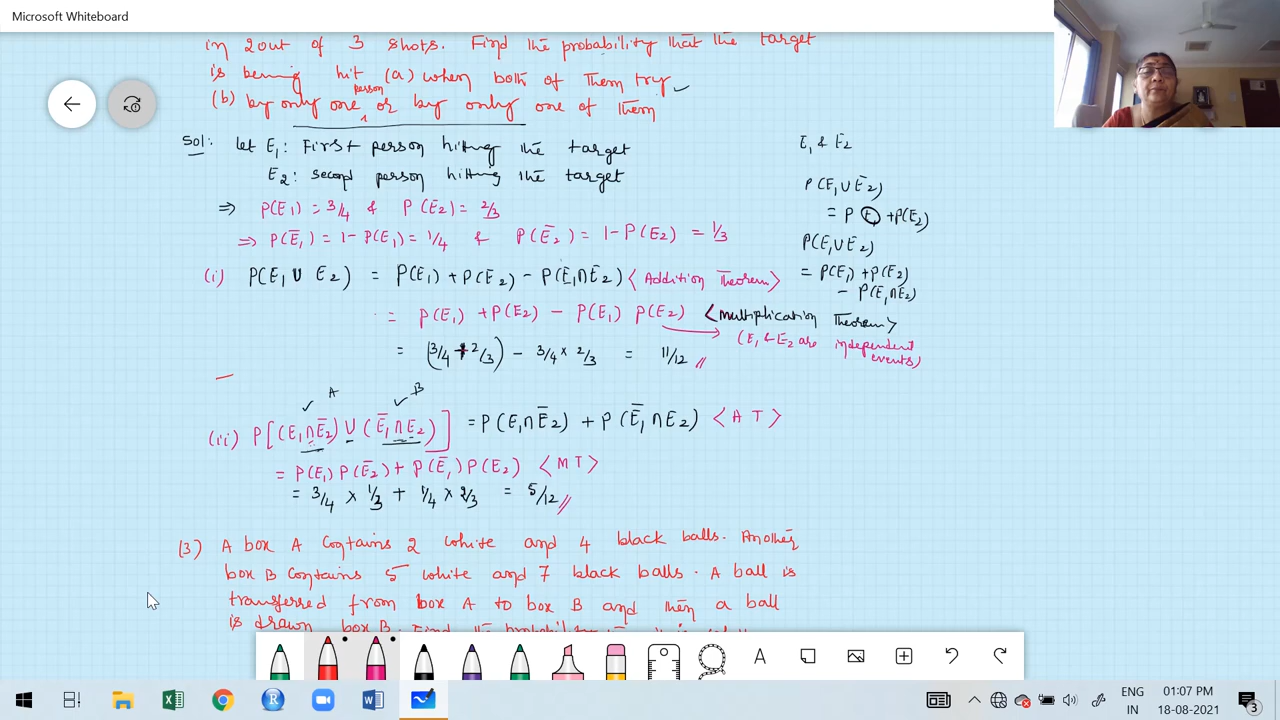 Microsoft Whiteboard
in 2 out of 3 shots. Find the probability that the target
is being hit (a) when both of them try
person
(b) by only one or by only one of them
Sol: let E₁: First person hitting the target
E₂: second person hitting the target
⇒ P(E₁) = 3/4 & P(E₂) = 2/3
⇒ P(Ē₁) = 1 - P(E₁) = 1/4 & P(Ē₂) = 1 - P(E₂) = 1/3
(i) P(E₁ ∪ E₂) = P(E₁) + P(E₂) - P(E₁∩E₂) <Addition Theorem>
= P(E₁) + P(E₂) - P(E₁) P(E₂) <multiplication Theorem>
(E₁ & E₂ are independent events)
= (3/4 + 2/3) - 3/4 × 2/3 = 11/12
A B
(ii) P[(E₁∩Ē₂) ∪ (Ē₁∩E₂)] = P(E₁∩Ē₂) + P(Ē₁∩E₂) <A T>
= P(E₁) P(Ē₂) + P(Ē₁) P(E₂) <M T>
= 3/4 × 1/3 + 1/4 × 2/3 = 5/12
E₁ & E₂
P(E₁∪E₂)
= P E₁ + P(E₂)
P(E₁∪E₂)
= P(E₁) + P(E₂)
- P(E₁∩E₂)
(3) A box A contains 2 white and 4 black balls. Another
box B contains 5 white and 7 black balls. A ball is
transferred from box A to box B and then a ball
is drawn box B. Find the probability
A
ENG
IN
01:07 PM
18-08-2021
3